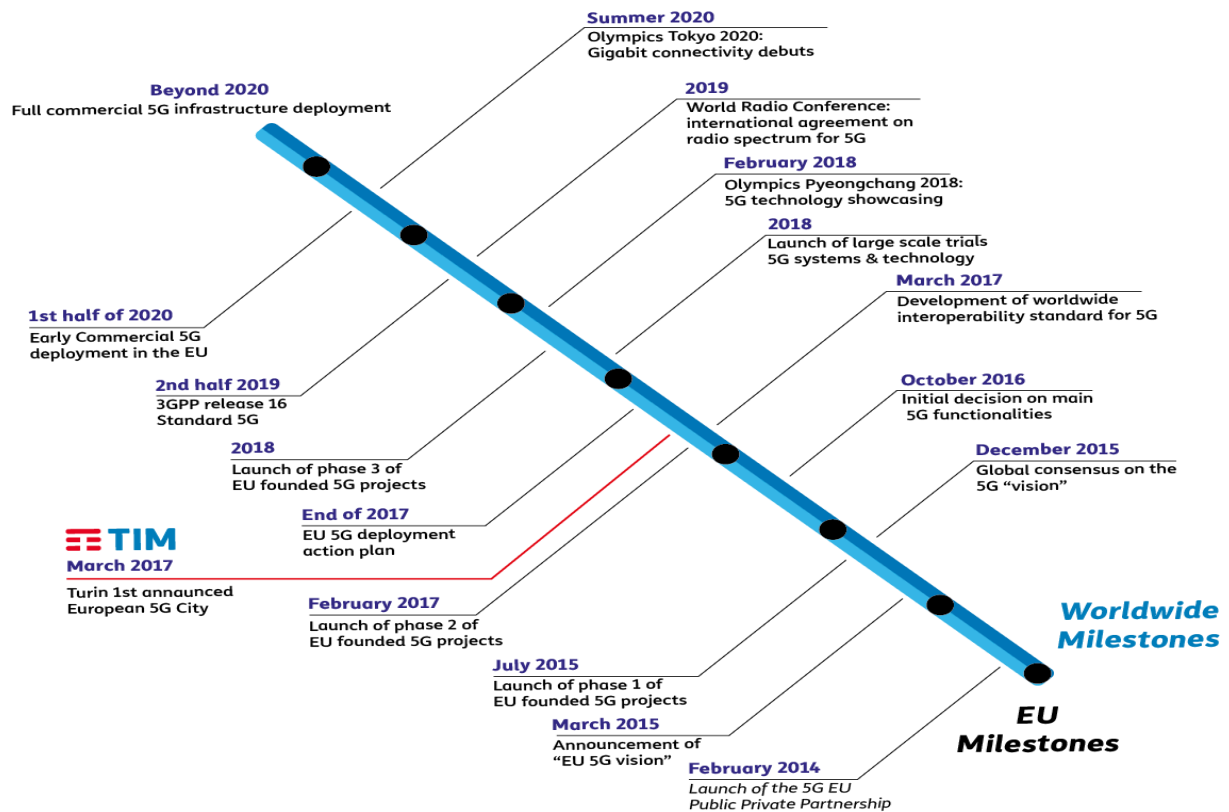 Summer 2020
Olympics Tokyo 2020:
Gigabit connectivity debuts
Beyond 2020
Full commercial 5G infrastructure deployment
2019
World Radio Conference:
international agreement on
radio spectrum for 5G
February 2018
Olympics Pyeongchang 2018:
5G technology showcasing
2018
Launch of large scale trials
5G systems & technology
March 2017
Development of worldwide
interoperability standard for 5G
October 2016
Initial decision on main
5G functionalities
December 2015
Global consensus on the
5G “vision”
Worldwide
Milestones
1st half of 2020
Early Commercial 5G
deployment in the EU
2nd half 2019
3GPP release 16
Standard 5G
2018
Launch of phase 3 of
EU founded 5G projects
End of 2017
EU 5G deployment
action plan
TIM
March 2017
Turin 1st annaunced
European 5G City
February 2017
Launch of phase 2 of
EU founded 5G projects
July 2015
Launch of phase 1 of
EU founded 5G projects
March 2015
Announcement of
“EU 5G vision”
February 2014
Launch of the 5G EU
Public Private Partnership
EU
Milestones